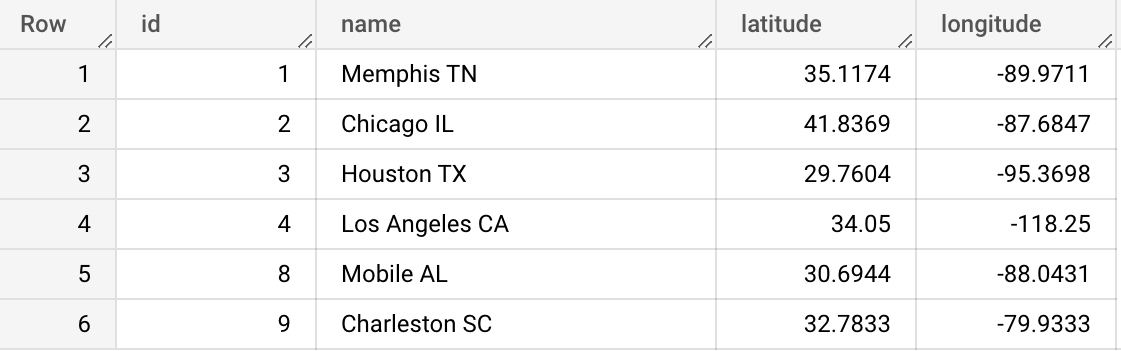 Row id name latitude longitude
1 1 Memphis TN 35.1174 -89.9711
2 2 Chicago IL 41.8369 -87.6847
3 3 Houston TX 29.7604 -95.3698
4 4 Los Angeles CA 34.05 -118.25
5 8 Mobile AL 30.6944 -88.0431
6 9 Charleston SC 32.7833 -79.9333